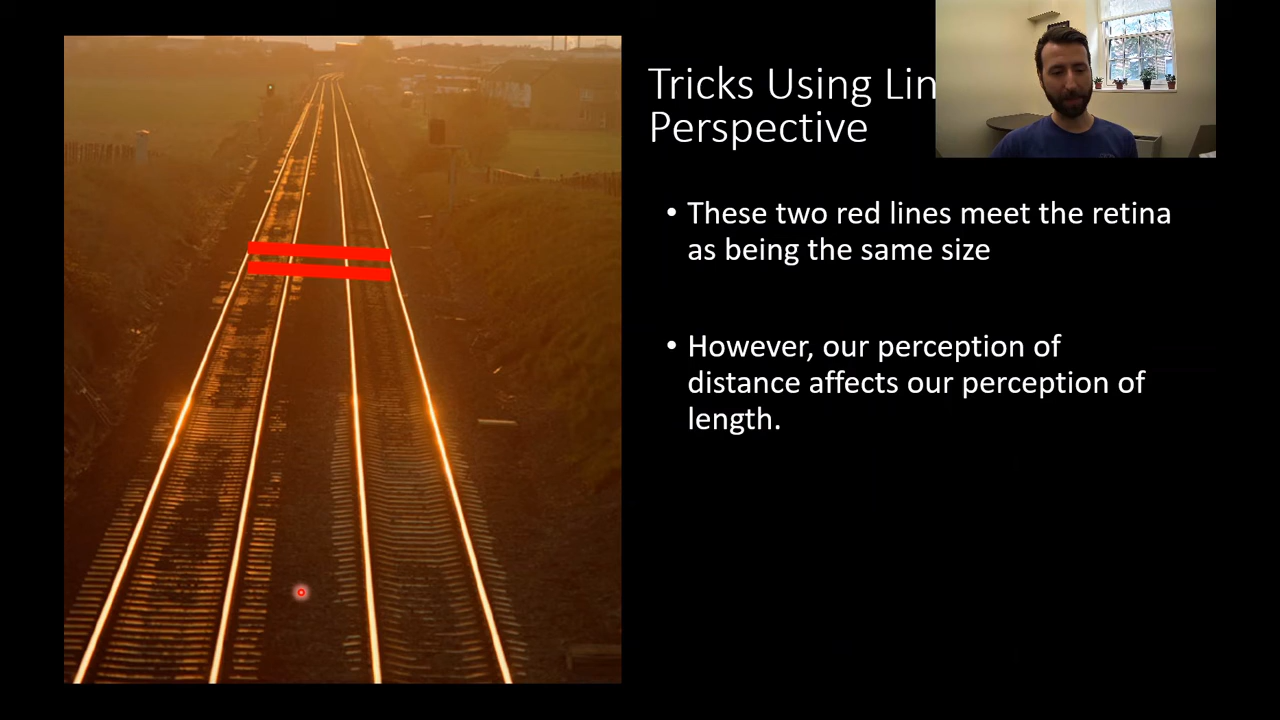 Tricks Using Lin
Perspective
• These two red lines meet the retina
as being the same size
• However, our perception of
distance affects our perception of
length.